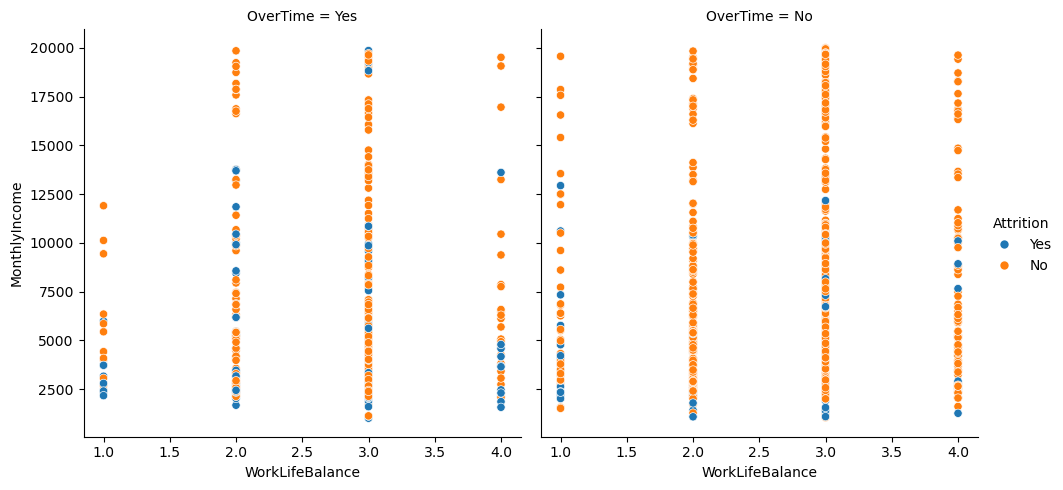 OverTime = Yes
OverTime = No
MonthlyIncome
20000
17500
15000
12500
10000
7500
5000
2500
1.0 1.5 2.0 2.5 3.0 3.5 4.0
1.0 1.5 2.0 2.5 3.0 3.5 4.0
WorkLifeBalance
WorkLifeBalance
Attrition
Yes
No